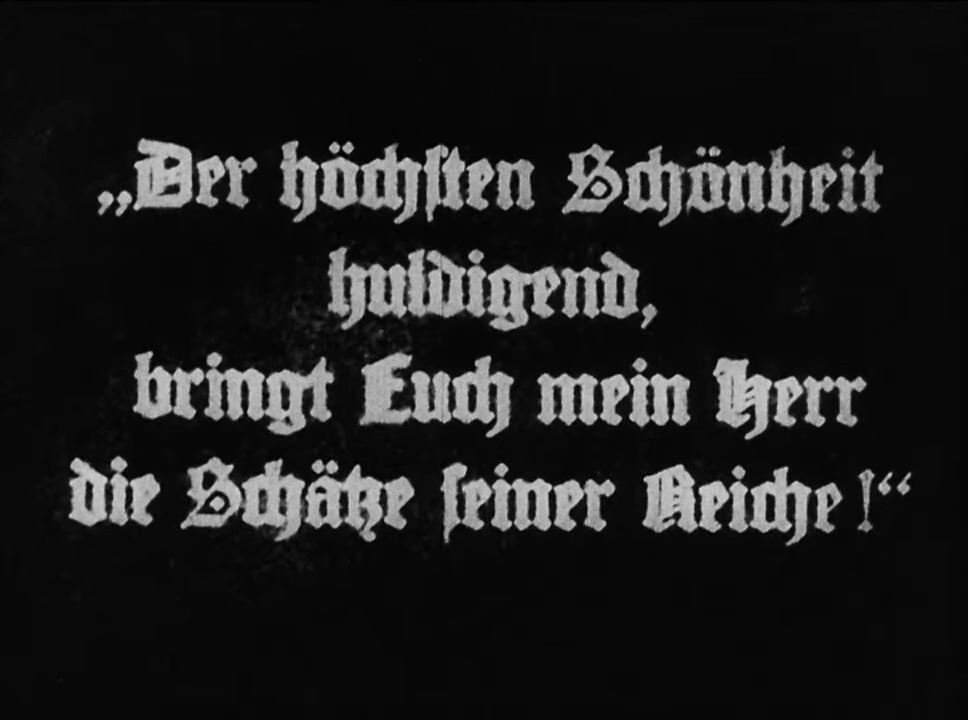 „Der höchſten Schönheit
huldigend,
bringt Euch mein Herr
die Schätze ſeiner Reiche!“